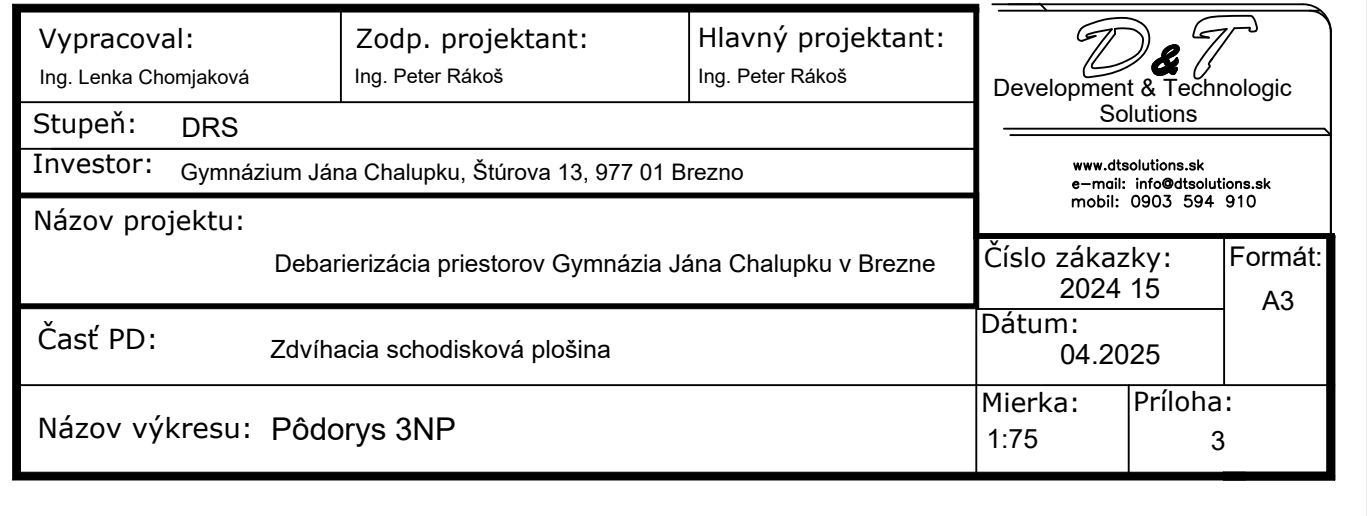 Vypracoval:
Ing. Lenka Chomjaková
Zodp. projektant:
Ing. Peter Rákoš
Hlavný projektant:
Ing. Peter Rákoš
D&T
Development & Technologic
Solutions
www.dtsolutions.sk
e-mail: info@dtsolutions.sk
mobil: 0903 594 910
Stupeň: DRS
Investor: Gymnázium Jána Chalupku, Štúrova 13, 977 01 Brezno
Názov projektu:
Debarierizácia priestorov Gymnázia Jána Chalupku v Brezne
Číslo zákazky:
2024 15
Formát:
A3
Časť PD: Zdvíhacia schodisková plošina
Dátum:
04.2025
Názov výkresu: Pôdorys 3NP
Mierka:
1:75
Príloha:
3